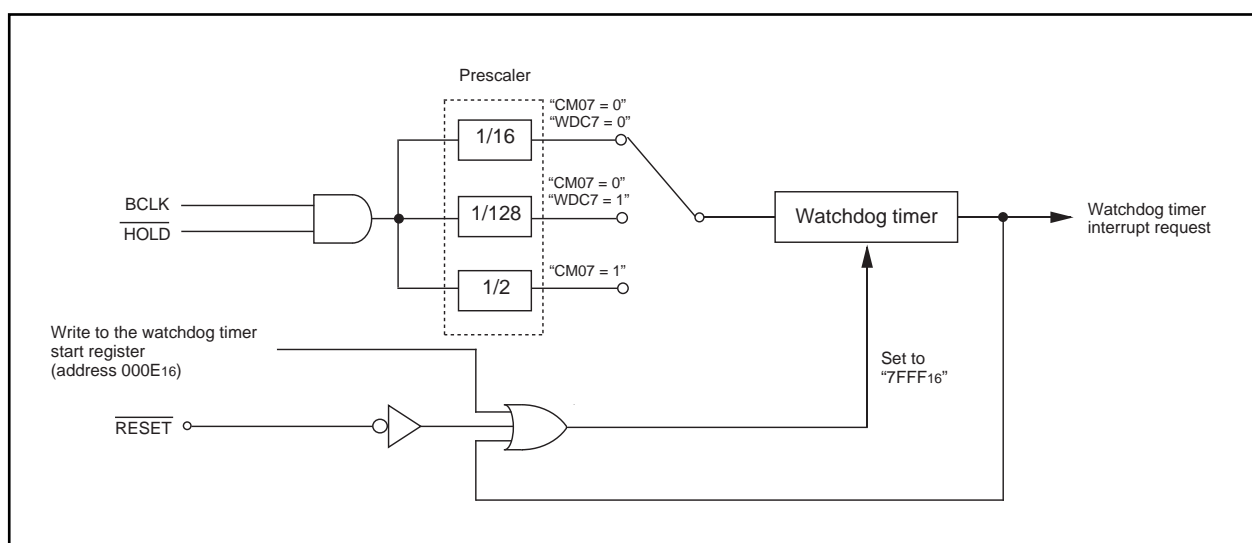 Prescaler
“CM07 = 0”
“WDC7 = 0”
1/16
“CM07 = 0”
“WDC7 = 1”
BCLK
HOLD
1/128
Watchdog timer
Watchdog timer
interrupt request
“CM07 = 1”
1/2
Write to the watchdog timer
start register
(address 000E16)
Set to
“7FFF16”
RESET